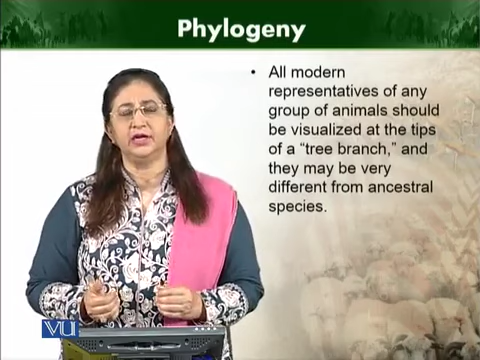 Phylogeny
• All modern
representatives of any
group of animals should
be visualized at the tips
of a “tree branch,” and
they may be very
different from ancestral
species.
VU